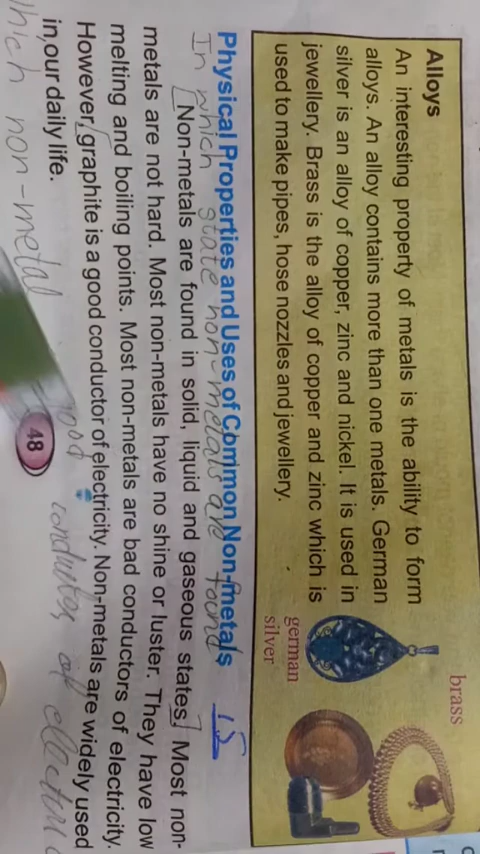 Alloys
An interesting property of metals is the ability to form
alloys. An alloy contains more than one metals. German
silver is an alloy of copper, zinc and nickel. It is used in
jewellery. Brass is the alloy of copper and zinc which is
used to make pipes, hose nozzles and jewellery.
brass
german
silver
Physical Properties and Uses of Common Non-metals
15
In which state non-metals are found
Non-metals are found in solid, liquid and gaseous states. Most non-
metals are not hard. Most non-metals have no shine or luster. They have low
melting and boiling points. Most non-metals are bad conductors of electricity.
However, graphite is a good conductor of electricity. Non-metals are widely used
in our daily life.
which non-metal good conductor of
48